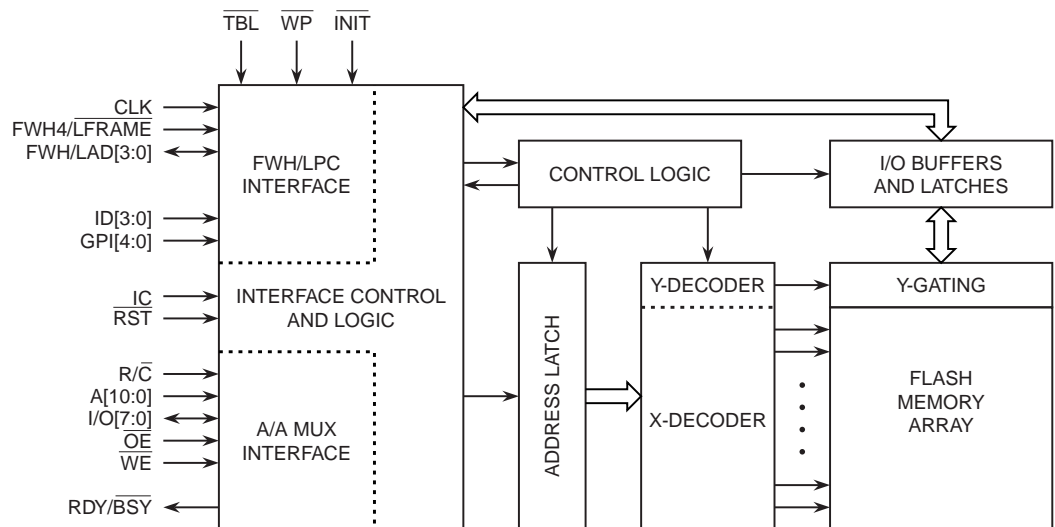 TBL WP INIT
CLK
FWH4/LFRAME
FWH/LAD[3:0]
ID[3:0]
GPI[4:0]
IC
RST
R/C
A[10:0]
I/O[7:0]
OE
WE
RDY/BSY
FWH/LPC
INTERFACE
INTERFACE CONTROL
AND LOGIC
A/A MUX
INTERFACE
CONTROL LOGIC
I/O BUFFERS
AND LATCHES
ADDRESS LATCH
Y-DECODER
X-DECODER
Y-GATING
FLASH
MEMORY
ARRAY